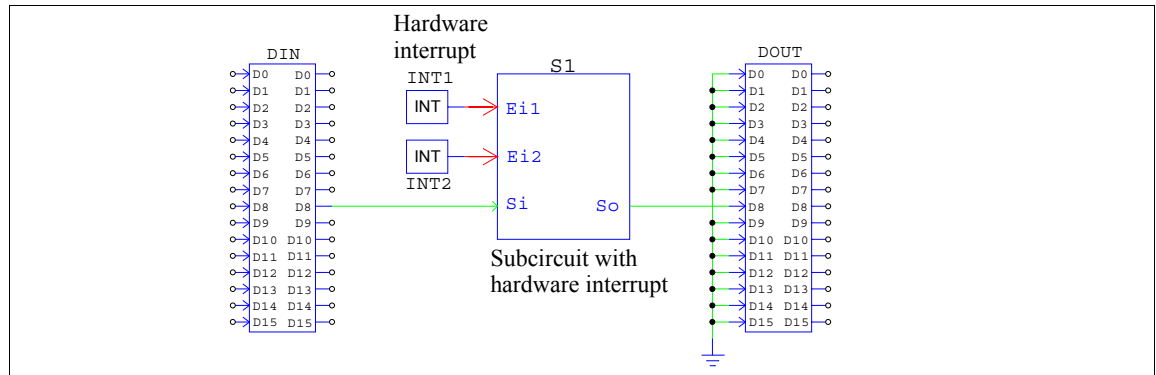 Hardware
interrupt
DIN
D0 D0
D1 D1
D2 D2
D3 D3
D4 D4
D5 D5
D6 D6
D7 D7
D8 D8
D9 D9
D10 D10
D11 D11
D12 D12
D13 D13
D14 D14
D15 D15
INT1
INT
INT
INT2
S1
Ei1
Ei2
Si So
Subcircuit with
hardware interrupt
DOUT
D0 D0
D1 D1
D2 D2
D3 D3
D4 D4
D5 D5
D6 D6
D7 D7
D8 D8
D9 D9
D10 D10
D11 D11
D12 D12
D13 D13
D14 D14
D15 D15